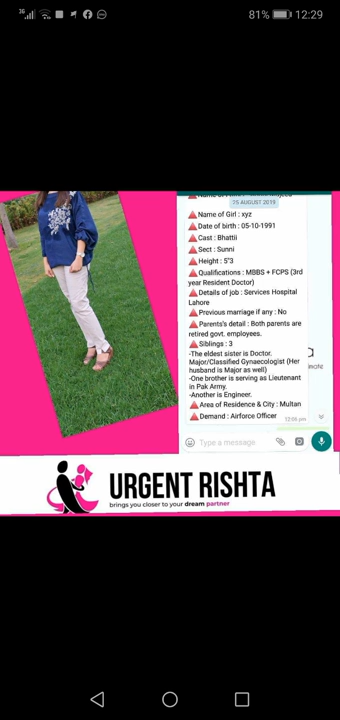 3G
81% 12:29
25 AUGUST 2019
Name of Girl : xyz
Date of birth : 05-10-1991
Cast : Bhattii
Sect : Sunni
Height : 5"3
Qualifications : MBBS + FCPS (3rd
year Resident Doctor)
Details of job : Services Hospital
Lahore
Previous marriage if any : No
Parents's detail : Both parents are
retired govt. employees.
Siblings : 3
-The eldest sister is Doctor.
Major/Classified Gynaecologist (Her
husband is Major as well)
-One brother is serving as Lieutenant
in Pak Army.
-Another is Engineer.
Area of Residence & City : Multan
Demand : Airforce Officer
12:06 pm
Type a message
URGENT RISHTA
brings you closer to your dream partner